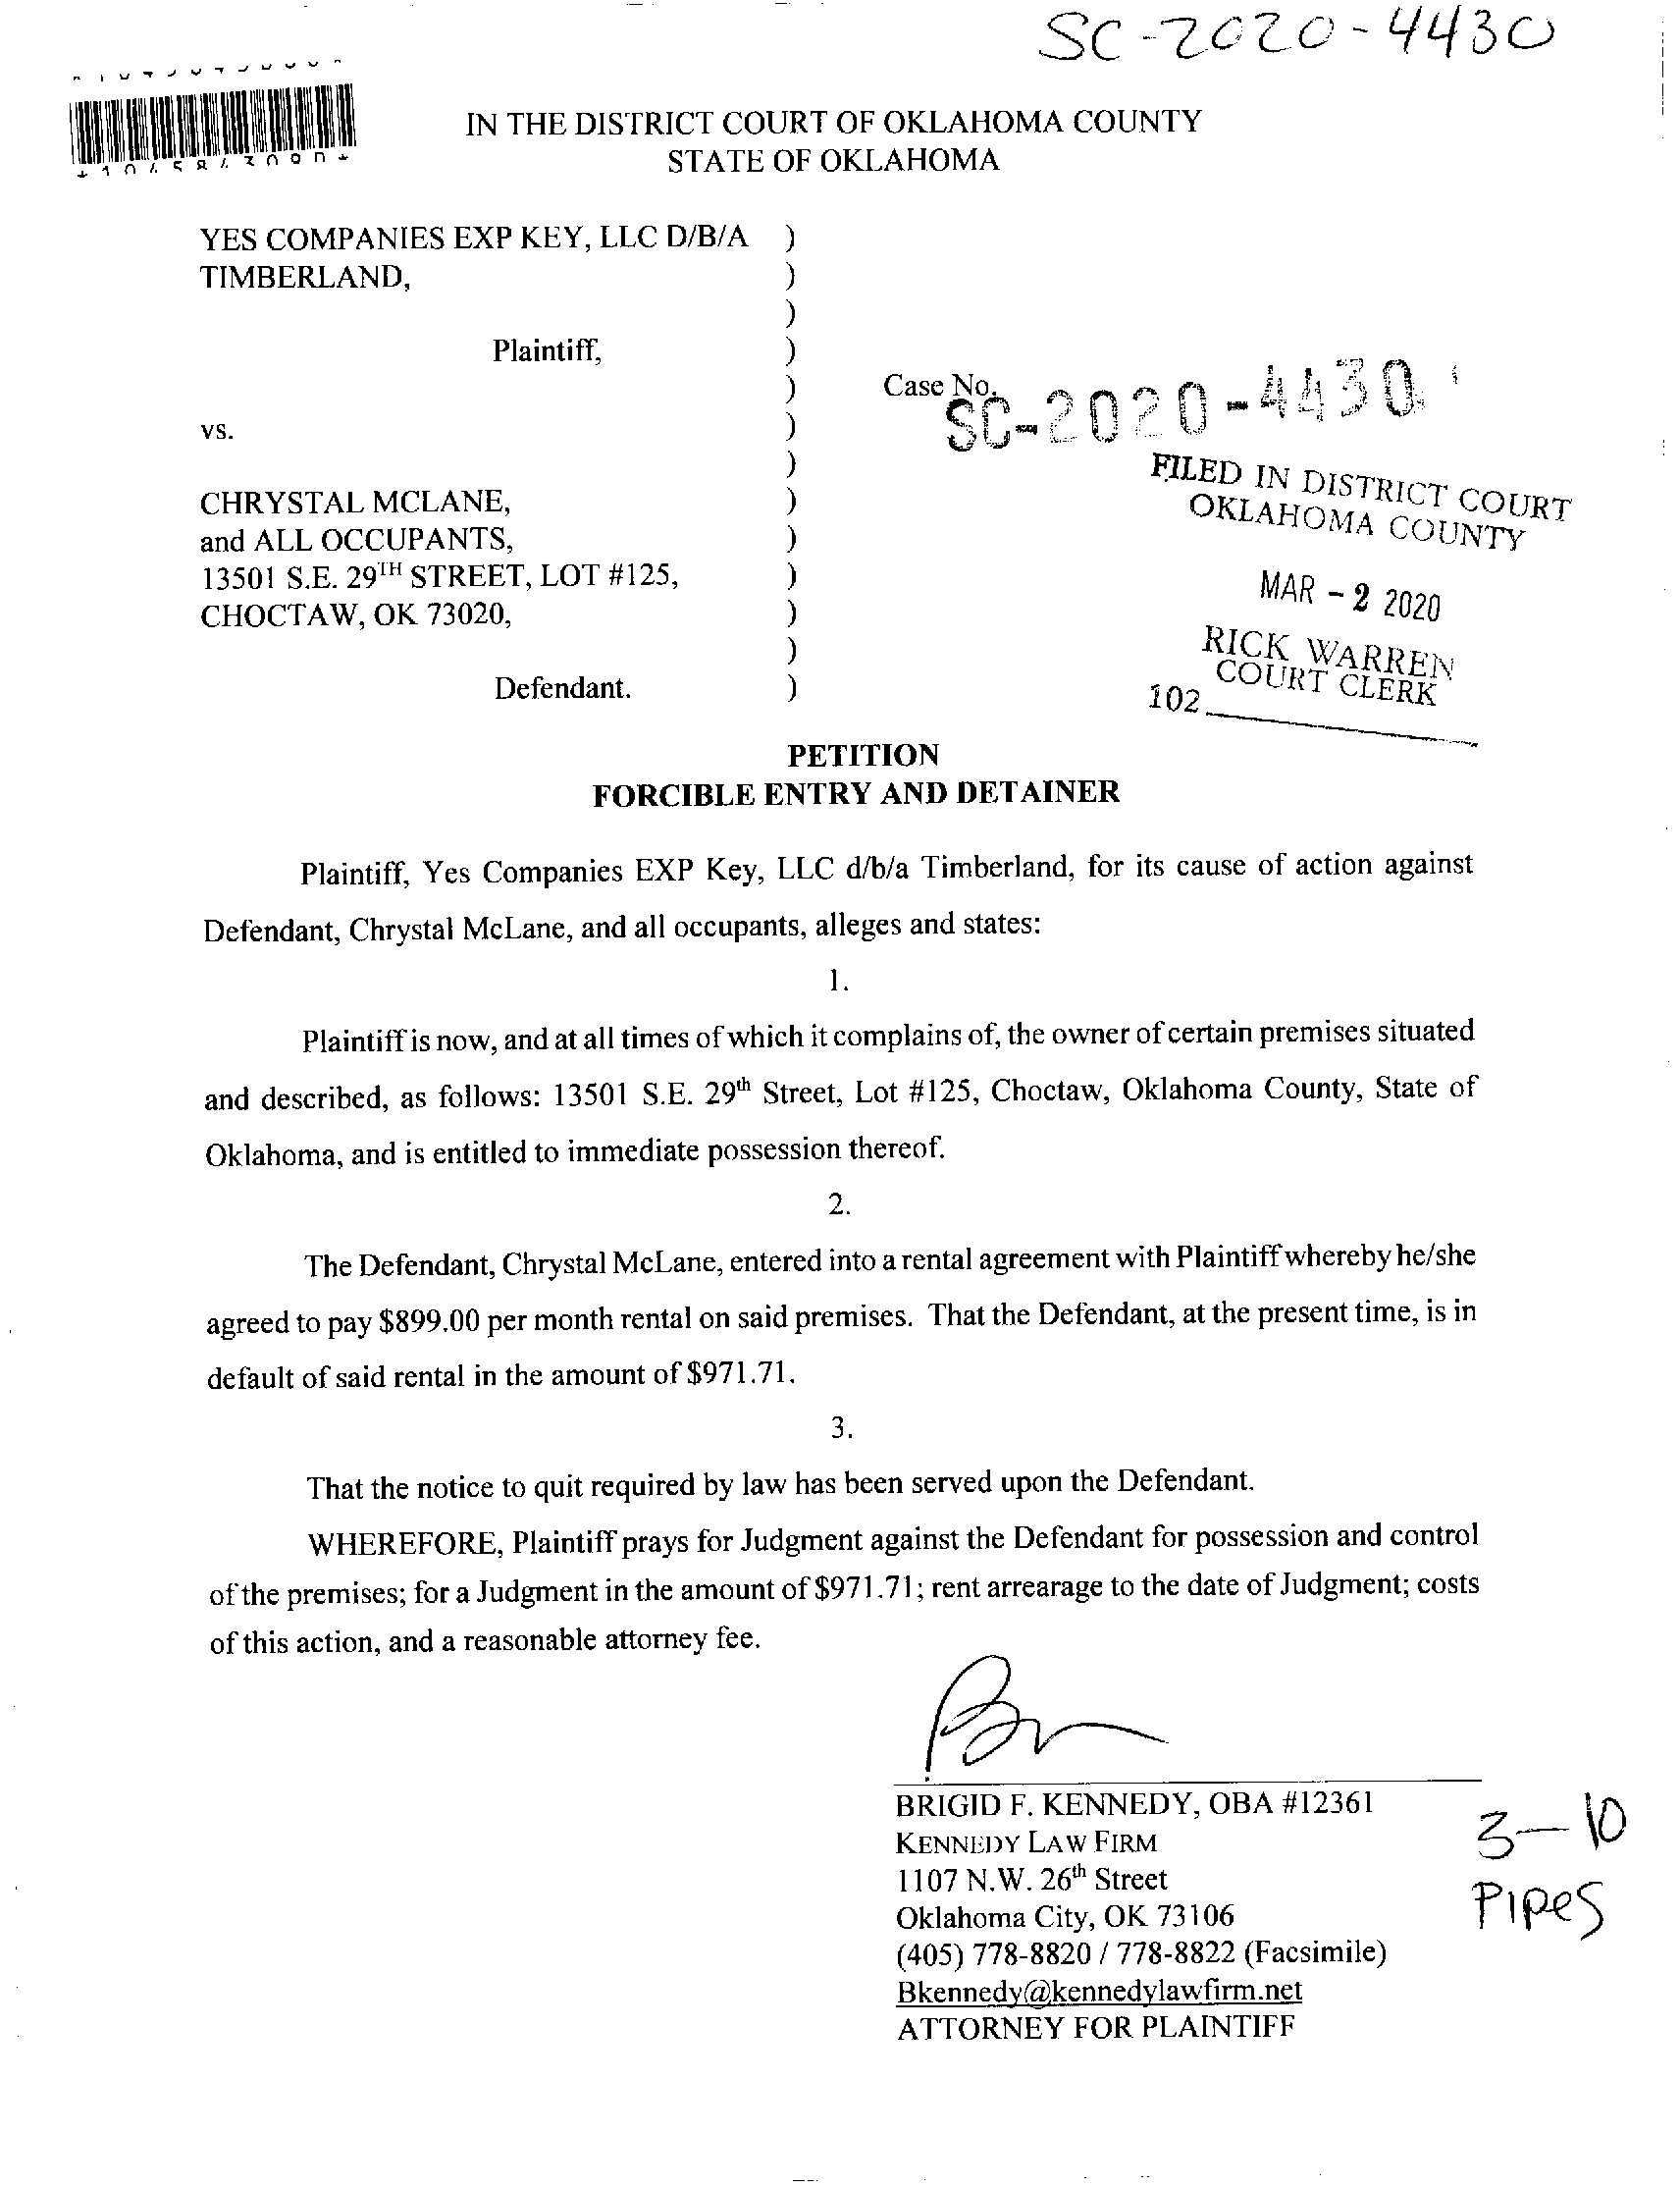 SC-2020-4430
IN THE DISTRICT COURT OF OKLAHOMA COUNTY
STATE OF OKLAHOMA
YES COMPANIES EXP KEY, LLC D/B/A )
TIMBERLAND, )
)
Plaintiff, )
) Case No.
SC-2020-4430
vs. )
)
FILED IN DISTRICT COURT
OKLAHOMA COUNTY
CHRYSTAL MCLANE, )
and ALL OCCUPANTS, )
13501 S.E. 29TH STREET, LOT #125, )
MAR - 2 2020
CHOCTAW, OK 73020, )
)
RICK WARREN
COURT CLERK
Defendant. )
102
PETITION
FORCIBLE ENTRY AND DETAINER
Plaintiff, Yes Companies EXP Key, LLC d/b/a Timberland, for its cause of action against
Defendant, Chrystal McLane, and all occupants, alleges and states:
1.
Plaintiff is now, and at all times of which it complains of, the owner of certain premises situated
and described, as follows: 13501 S.E. 29th Street, Lot #125, Choctaw, Oklahoma County, State of
Oklahoma, and is entitled to immediate possession thereof.
2.
The Defendant, Chrystal McLane, entered into a rental agreement with Plaintiff whereby he/she
agreed to pay $899.00 per month rental on said premises. That the Defendant, at the present time, is in
default of said rental in the amount of $971.71.
3.
That the notice to quit required by law has been served upon the Defendant.
WHEREFORE, Plaintiff prays for Judgment against the Defendant for possession and control
of the premises; for a Judgment in the amount of $971.71; rent arrearage to the date of Judgment; costs
of this action, and a reasonable attorney fee.
BRIGID F. KENNEDY, OBA #12361
KENNEDY LAW FIRM
1107 N.W. 26th Street
Oklahoma City, OK 73106
(405) 778-8820 / 778-8822 (Facsimile)
Bkennedy@kennedylawfirm.net
ATTORNEY FOR PLAINTIFF
3-10
Pipes